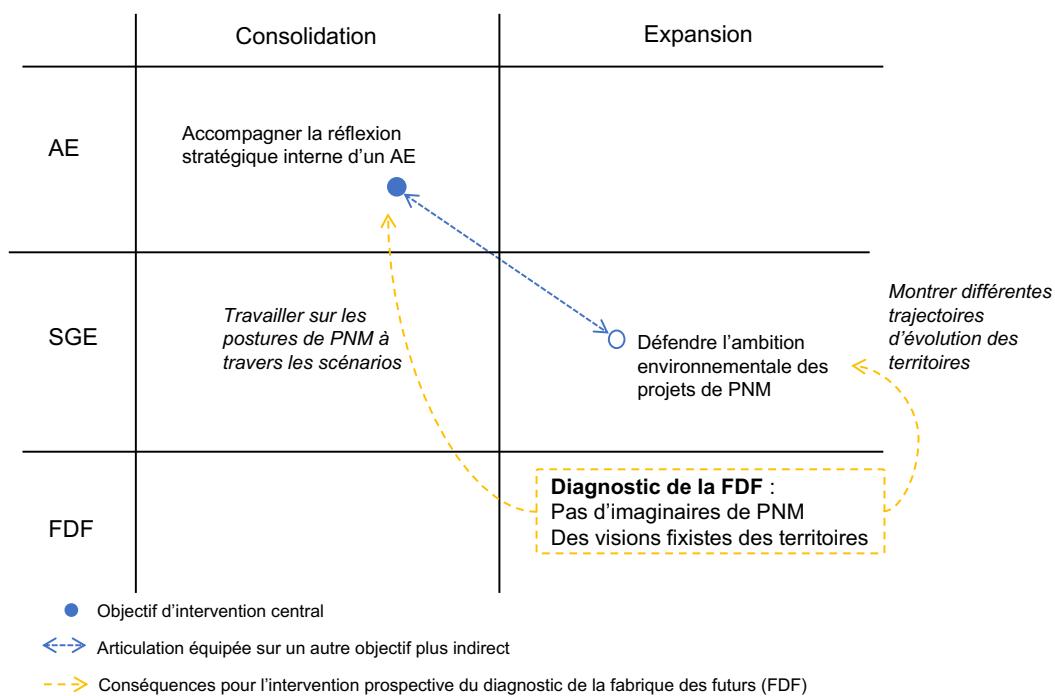 Consolidation
Expansion
AE
Accompagner la réflexion
stratégique interne d’un AE
SGE
Travailler sur les
postures de PNM à
travers les scénarios
Défendre l’ambition
environnementale des
projets de PNM
Montrer différentes
trajectoires
d’évolution des
territoires
FDF
Diagnostic de la FDF :
Pas d’imaginaires de PNM
Des visions fixistes des territoires
Objectif d’intervention central
Articulation équipée sur un autre objectif plus indirect
Conséquences pour l’intervention prospective du diagnostic de la fabrique des futurs (FDF)